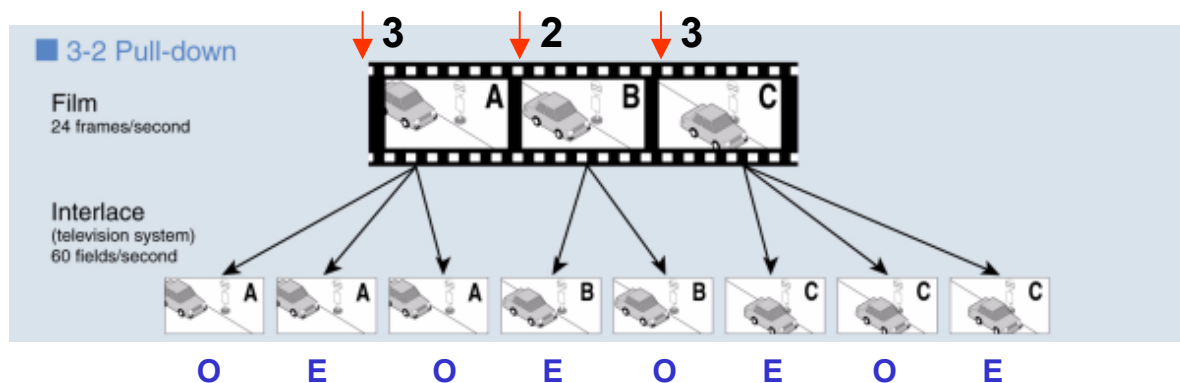 3 2 3
3-2 Pull-down
A B C
Film
24 frames/second
Interlace
(television system)
60 fields/second
A A A B B C C C
O E O E O E O E